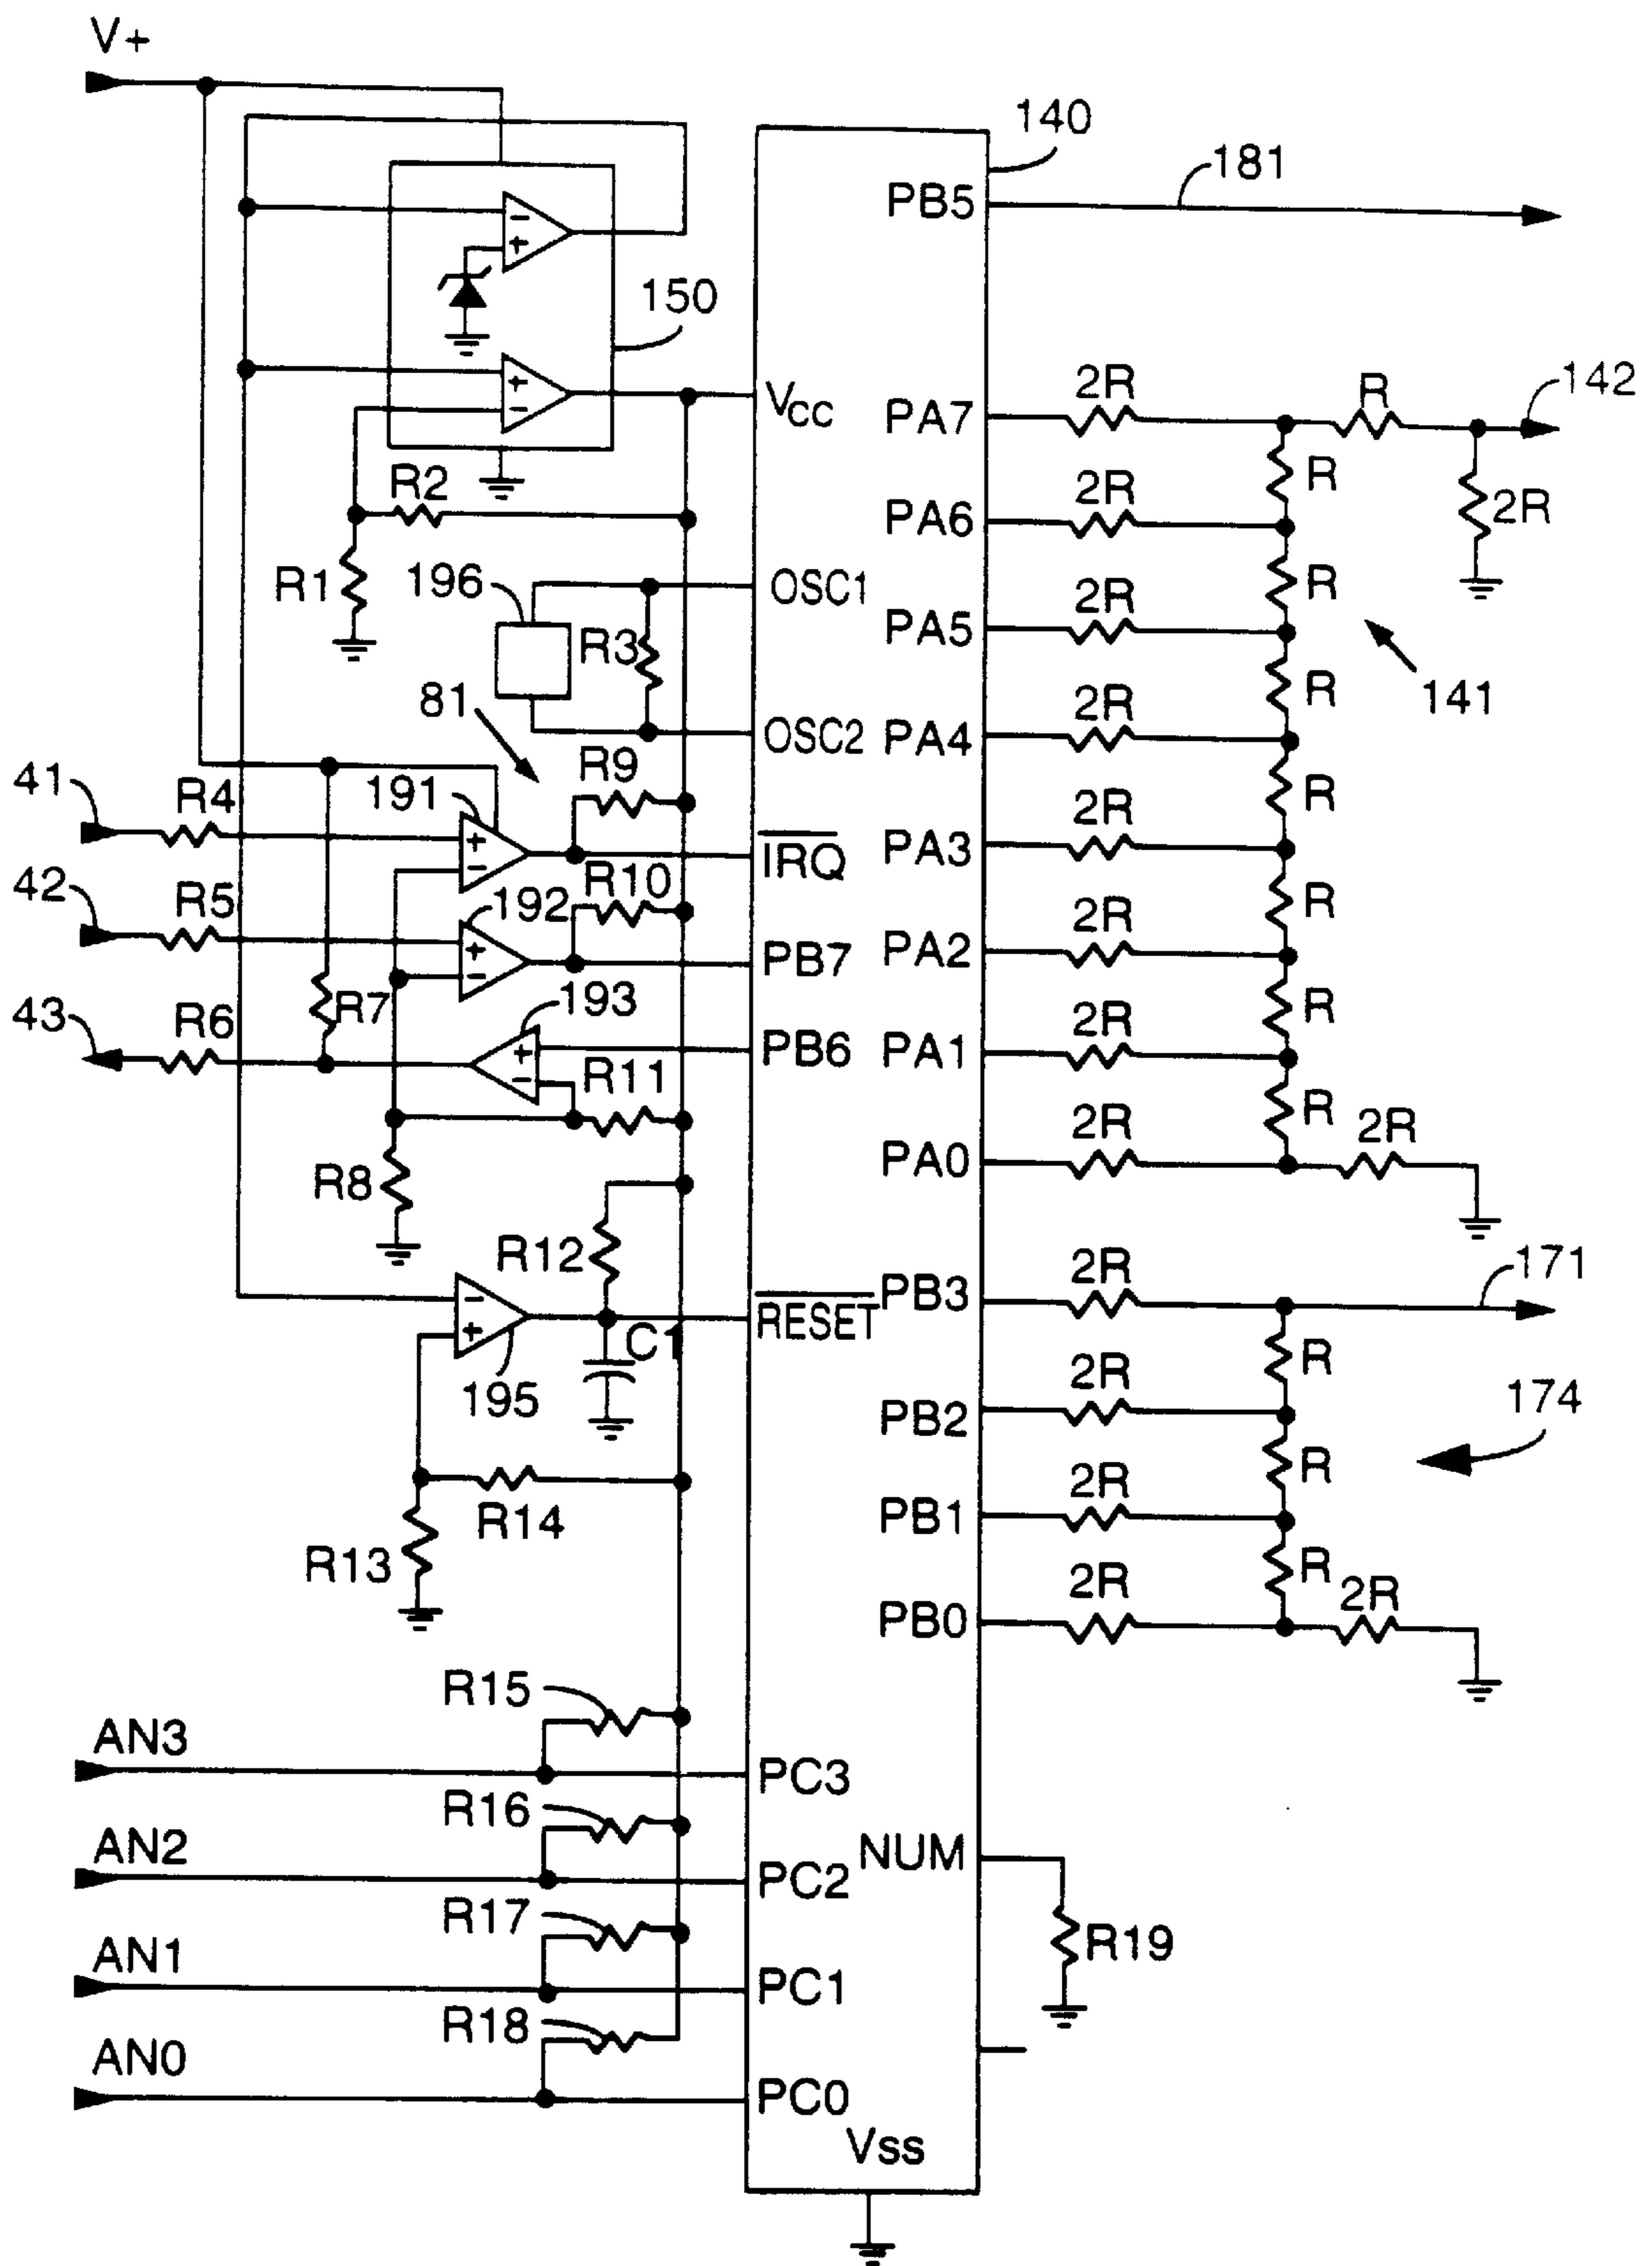 V+
140
181
PB5
150
VCC
PA7
2R
R
142
R
R2
PA6
2R
2R
R1
196
OSC1
R
R3
PA5
2R
141
81
R
OSC2
PA4
2R
R9
41
R4
191
R
IRQ
PA3
2R
R10
42
R5
192
R
PB7
PA2
2R
43
R6
R7
193
R
PB6
PA1
2R
R11
R
R8
PA0
2R
2R
R12
171
RESET
PB3
2R
C1
R
195
174
PB2
2R
R
R14
PB1
2R
R13
R
PB0
2R
2R
R15
AN3
PC3
R16
AN2
PC2
NUM
R17
R19
AN1
PC1
R18
AN0
PC0
Vss
+
-
+
-
+
-
+
-
+
-
-
+